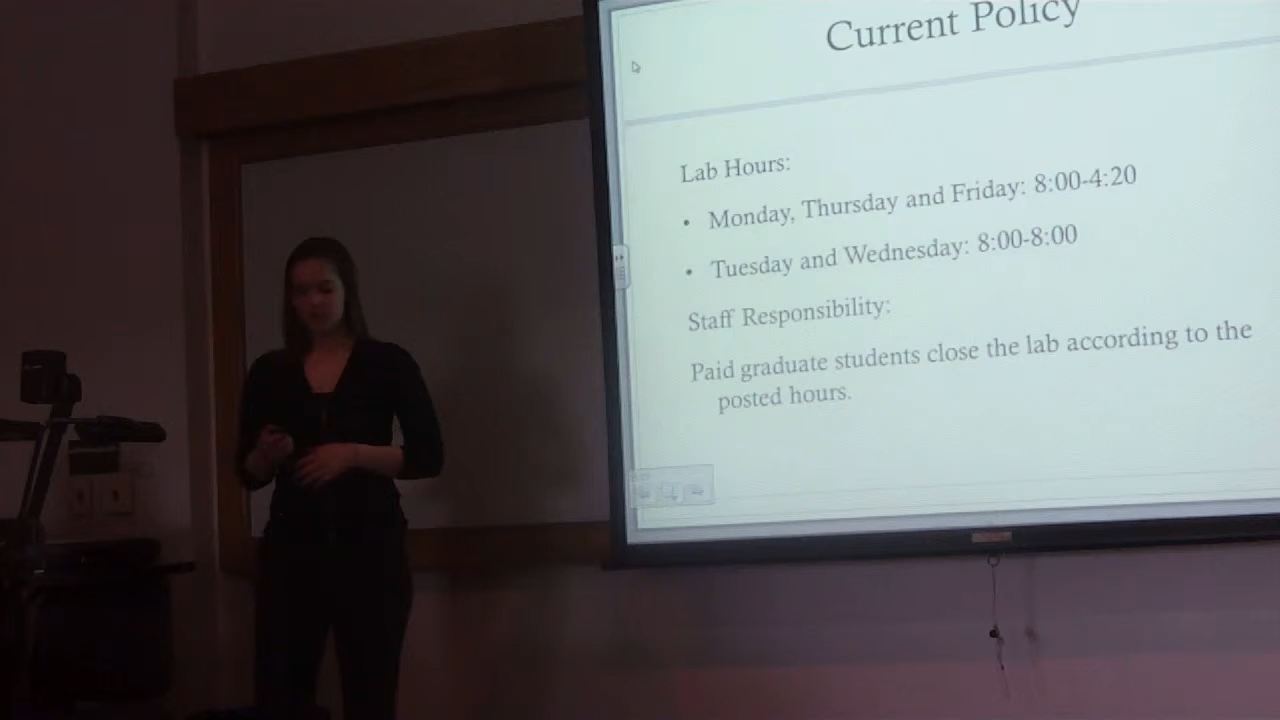 Current Policy
Lab Hours:
• Monday, Thursday and Friday: 8:00-4:20
• Tuesday and Wednesday: 8:00-8:00
Staff Responsibility:
Paid graduate students close the lab according to the
posted hours.